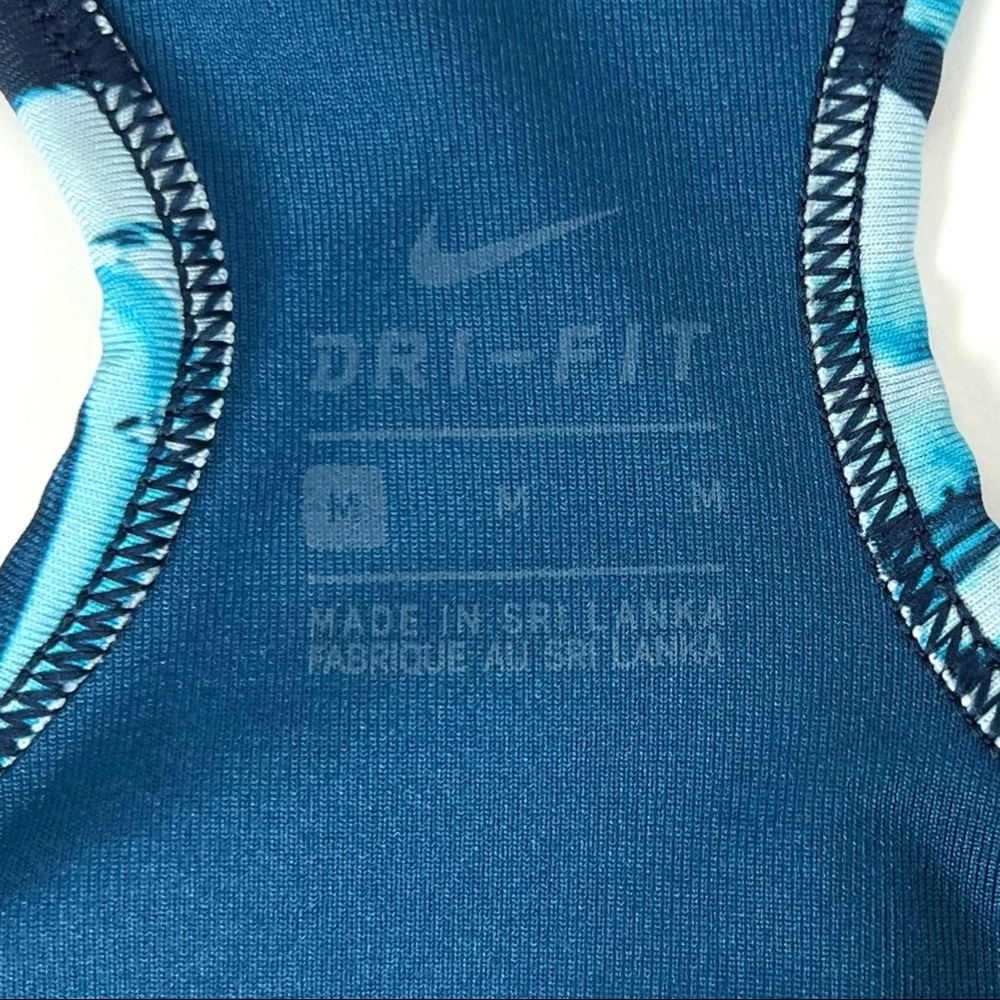 DRI-FIT
M M M
MADE IN SRI LANKA
FABRIQUE AU SRI LANKA